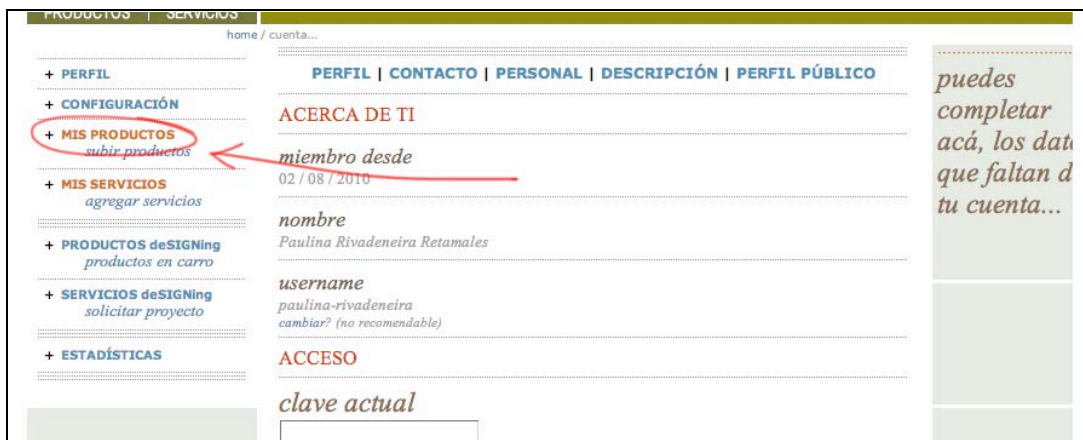 PRODUCTOS | SERVICIOS
home / cuenta...
+ PERFIL
+ CONFIGURACIÓN
+ MIS PRODUCTOS
subir productos
+ MIS SERVICIOS
agregar servicios
+ PRODUCTOS deSIGNing
productos en carro
+ SERVICIOS deSIGNing
solicitar proyecto
+ ESTADÍSTICAS
PERFIL | CONTACTO | PERSONAL | DESCRIPCIÓN | PERFIL PÚBLICO
ACERCA DE TI
miembro desde
02 / 08 / 2010
nombre
Paulina Rivadeneira Retamales
username
paulina-rivadeneira
cambiar? (no recomendable)
ACCESO
clave actual
puedes
completar
acá, los dat
que faltan d
tu cuenta...